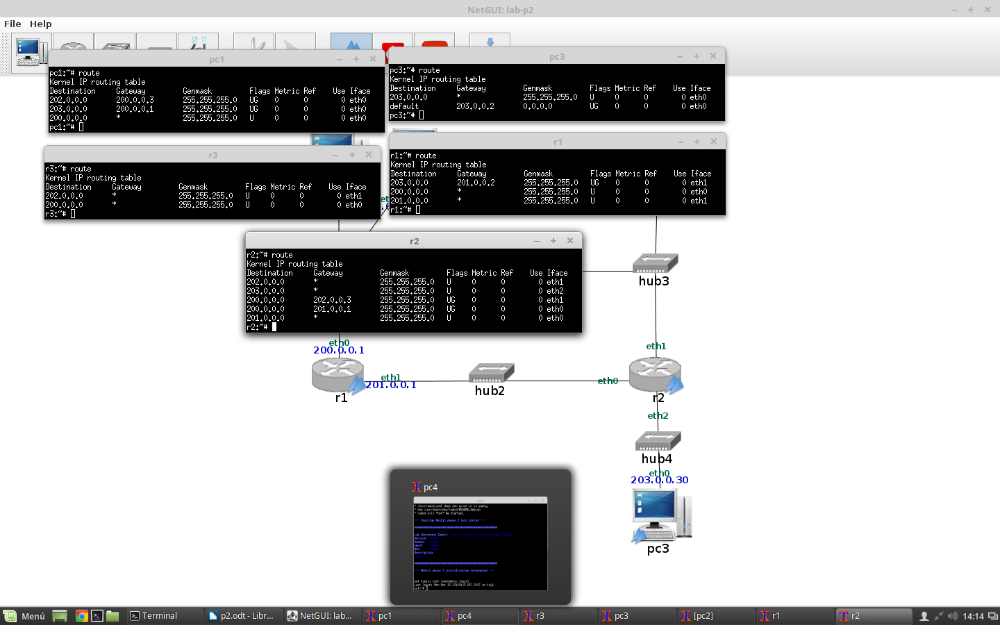 NetGUI: lab-p2
File Help
pc1
pc1:~# route
Kernel IP routing table
Destination Gateway Genmask Flags Metric Ref Use Iface
202.0.0.0 200.0.0.3 255.255.255.0 UG 0 0 0 eth0
203.0.0.0 200.0.0.1 255.255.255.0 UG 0 0 0 eth0
200.0.0.0 * 255.255.255.0 U 0 0 0 eth0
pc1:~#
pc3
pc3:~# route
Kernel IP routing table
Destination Gateway Genmask Flags Metric Ref Use Iface
203.0.0.0 * 255.255.255.0 U 0 0 0 eth0
default 203.0.0.2 0.0.0.0 UG 0 0 0 eth0
pc3:~#
r3
r3:~# route
Kernel IP routing table
Destination Gateway Genmask Flags Metric Ref Use Iface
202.0.0.0 * 255.255.255.0 U 0 0 0 eth1
200.0.0.0 * 255.255.255.0 U 0 0 0 eth0
r3:~#
r1
r1:~# route
Kernel IP routing table
Destination Gateway Genmask Flags Metric Ref Use Iface
203.0.0.0 201.0.0.2 255.255.255.0 UG 0 0 0 eth1
200.0.0.0 * 255.255.255.0 U 0 0 0 eth0
201.0.0.0 * 255.255.255.0 U 0 0 0 eth1
r1:~#
r2
r2:~# route
Kernel IP routing table
Destination Gateway Genmask Flags Metric Ref Use Iface
202.0.0.0 * 255.255.255.0 U 0 0 0 eth1
203.0.0.0 * 255.255.255.0 U 0 0 0 eth2
200.0.0.0 202.0.0.3 255.255.255.0 UG 0 0 0 eth1
200.0.0.0 201.0.0.1 255.255.255.0 UG 0 0 0 eth0
201.0.0.0 * 255.255.255.0 U 0 0 0 eth0
r2:~#
hub3
eth0
200.0.0.1
eth1
eth1
201.0.0.1
eth0
hub2
r1
r2
eth2
hub4
eth0
203.0.0.30
pc3
pc4
--- Starting Netkit phase 2 init script ---
--- Netkit phase 2 initialization terminated ---
pc4 login: root (automatic login)
pc4:~#
Menú Terminal p2.odt - Libr... NetGUI: lab... pc1 pc4 r3 pc3 [pc2] r1 r2 14:14